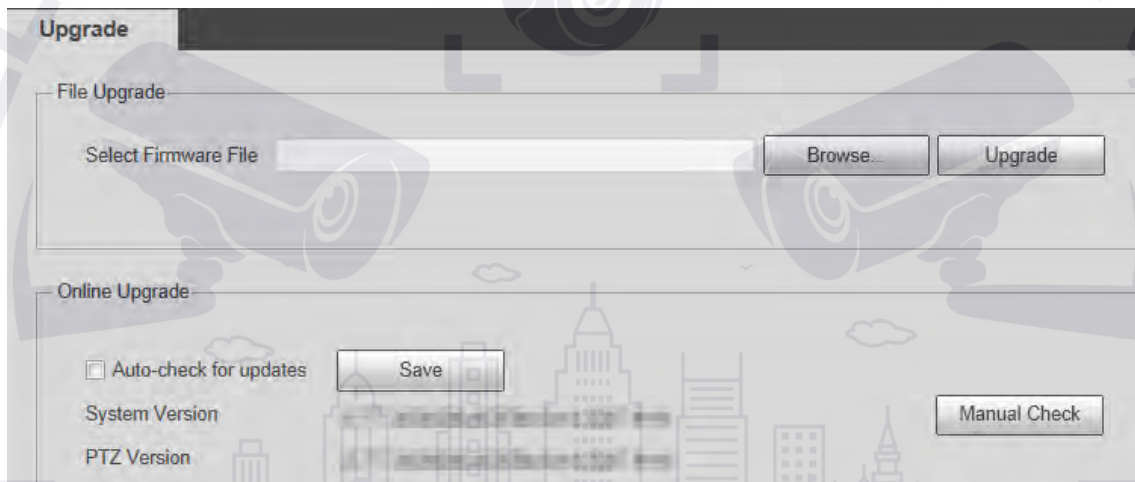 Upgrade
File Upgrade
Select Firmware File Browse... Upgrade
Online Upgrade
Auto-check for updates Save
System Version Manual Check
PTZ Version